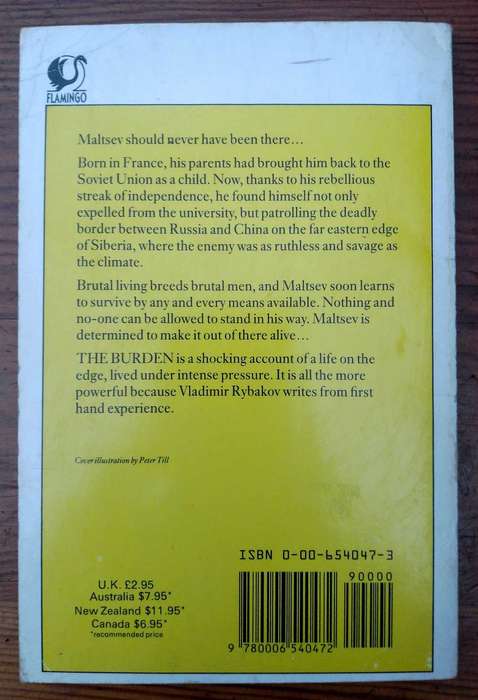 FLAMINGO
Maltsev should never have been there...
Born in France, his parents had brought him back to the
Soviet Union as a child. Now, thanks to his rebellious
streak of independence, he found himself not only
expelled from the university, but patrolling the deadly
border between Russia and China on the far eastern edge
of Siberia, where the enemy was as ruthless and savage as
the climate.
Brutal living breeds brutal men, and Maltsev soon learns
to survive by any and every means available. Nothing and
no-one can be allowed to stand in his way. Maltsev is
determined to make it out of there alive...
THE BURDEN is a shocking account of a life on the
edge, lived under intense pressure. It is all the more
powerful because Vladimir Rybakov writes from first
hand experience.
Cover illustration by Peter Till
ISBN 0-00-654047-3
90000
U.K. £2.95
Australia $7.95*
New Zealand $11.95*
Canada $6.95*
*recommended price
9 780006 540472